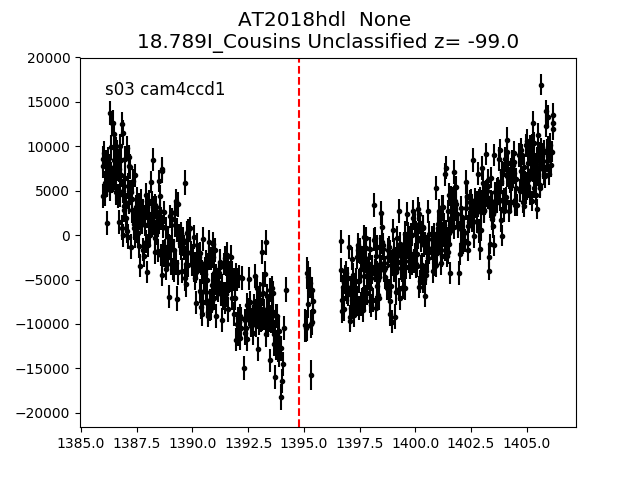 AT2018hdl  None
18.789I_Cousins Unclassified z= -99.0
s03 cam4ccd1
20000
15000
10000
5000
0
−5000
−10000
−15000
−20000
1385.0 1387.5 1390.0 1392.5 1395.0 1397.5 1400.0 1402.5 1405.0